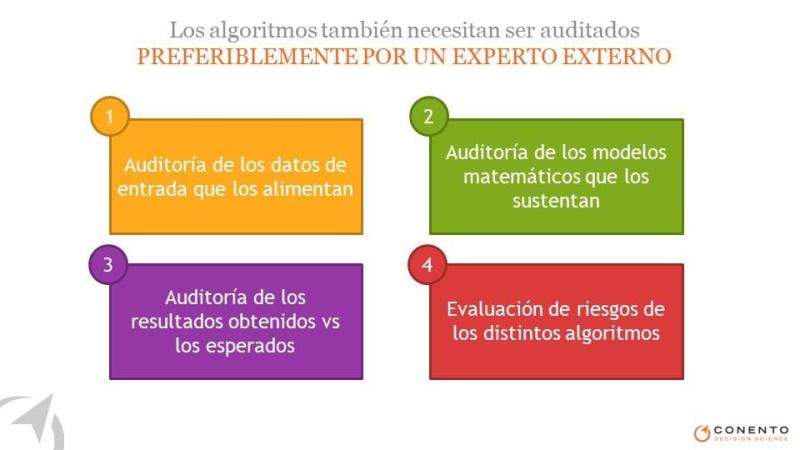 Los algoritmos también necesitan ser auditados
PREFERIBLEMENTE POR UN EXPERTO EXTERNO
1
Auditoría de los datos de
entrada que los alimentan
2
Auditoría de los modelos
matemáticos que los
sustentan
3
Auditoría de los
resultados obtenidos vs
los esperados
4
Evaluación de riesgos de
los distintos algoritmos
CONENTO
DECISION SCIENCE